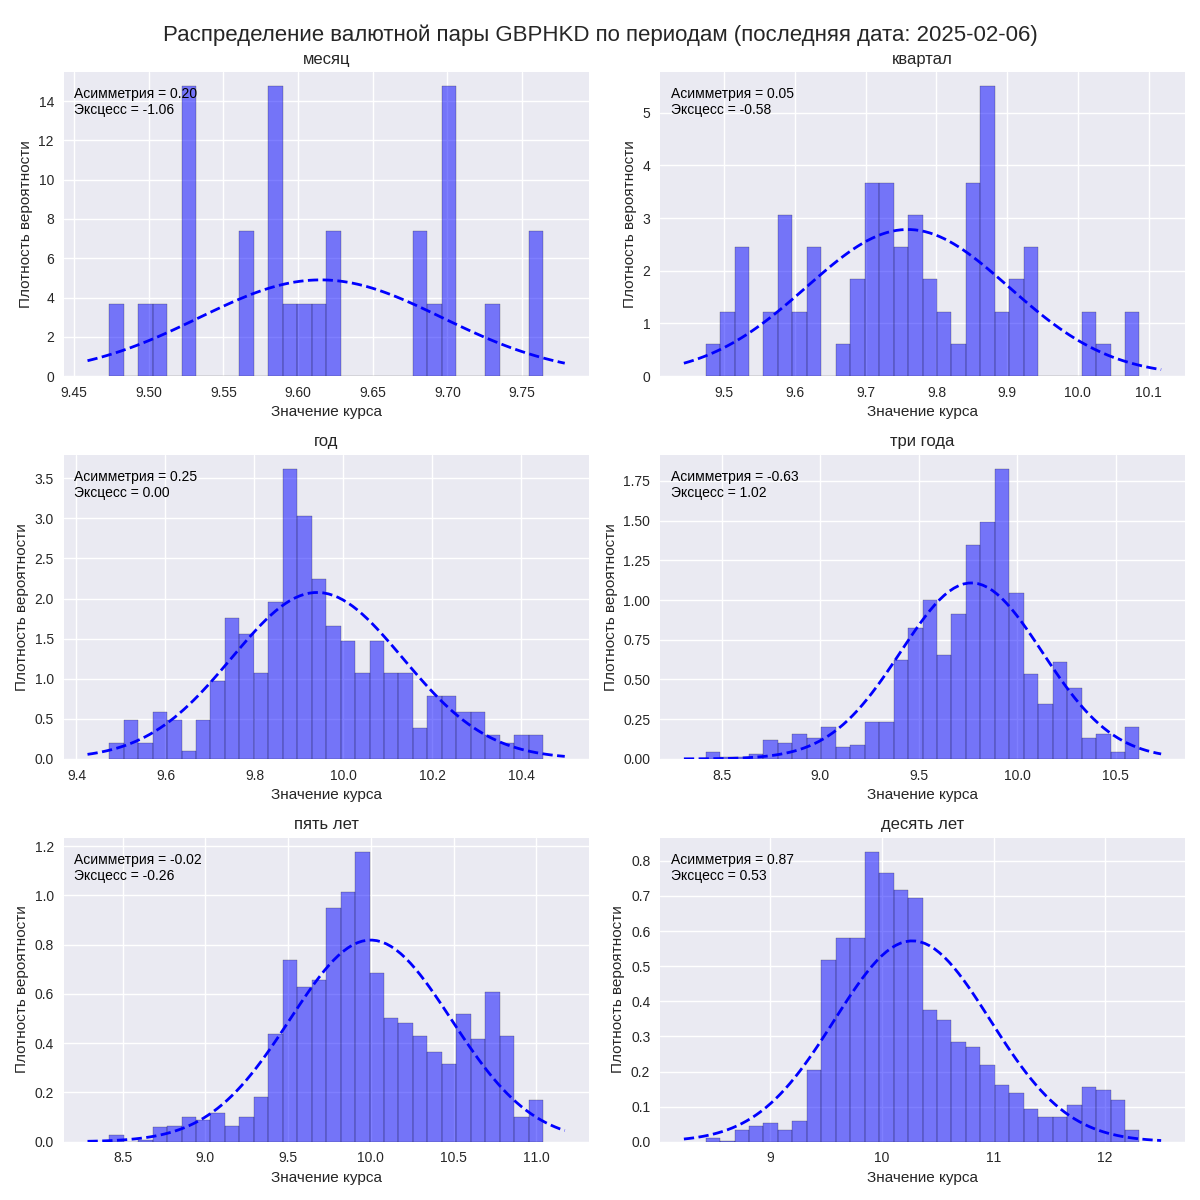 Распределение валютной пары GBPHKD по периодам (последняя дата: 2025-02-06)
месяц
Асимметрия = 0.20
Эксцесс = -1.06
Плотность вероятности
14
12
10
8
6
4
2
0
9.45 9.50 9.55 9.60 9.65 9.70 9.75
Значение курса
квартал
Асимметрия = 0.05
Эксцесс = -0.58
Плотность вероятности
5
4
3
2
1
0
9.5 9.6 9.7 9.8 9.9 10.0 10.1
Значение курса
год
Асимметрия = 0.25
Эксцесс = 0.00
Плотность вероятности
3.5
3.0
2.5
2.0
1.5
1.0
0.5
0.0
9.4 9.6 9.8 10.0 10.2 10.4
Значение курса
три года
Асимметрия = -0.63
Эксцесс = 1.02
Плотность вероятности
1.75
1.50
1.25
1.00
0.75
0.50
0.25
0.00
8.5 9.0 9.5 10.0 10.5
Значение курса
пять лет
Асимметрия = -0.02
Эксцесс = -0.26
Плотность вероятности
1.2
1.0
0.8
0.6
0.4
0.2
0.0
8.5 9.0 9.5 10.0 10.5 11.0
Значение курса
десять лет
Асимметрия = 0.87
Эксцесс = 0.53
Плотность вероятности
0.8
0.7
0.6
0.5
0.4
0.3
0.2
0.1
0.0
9 10 11 12
Значение курса